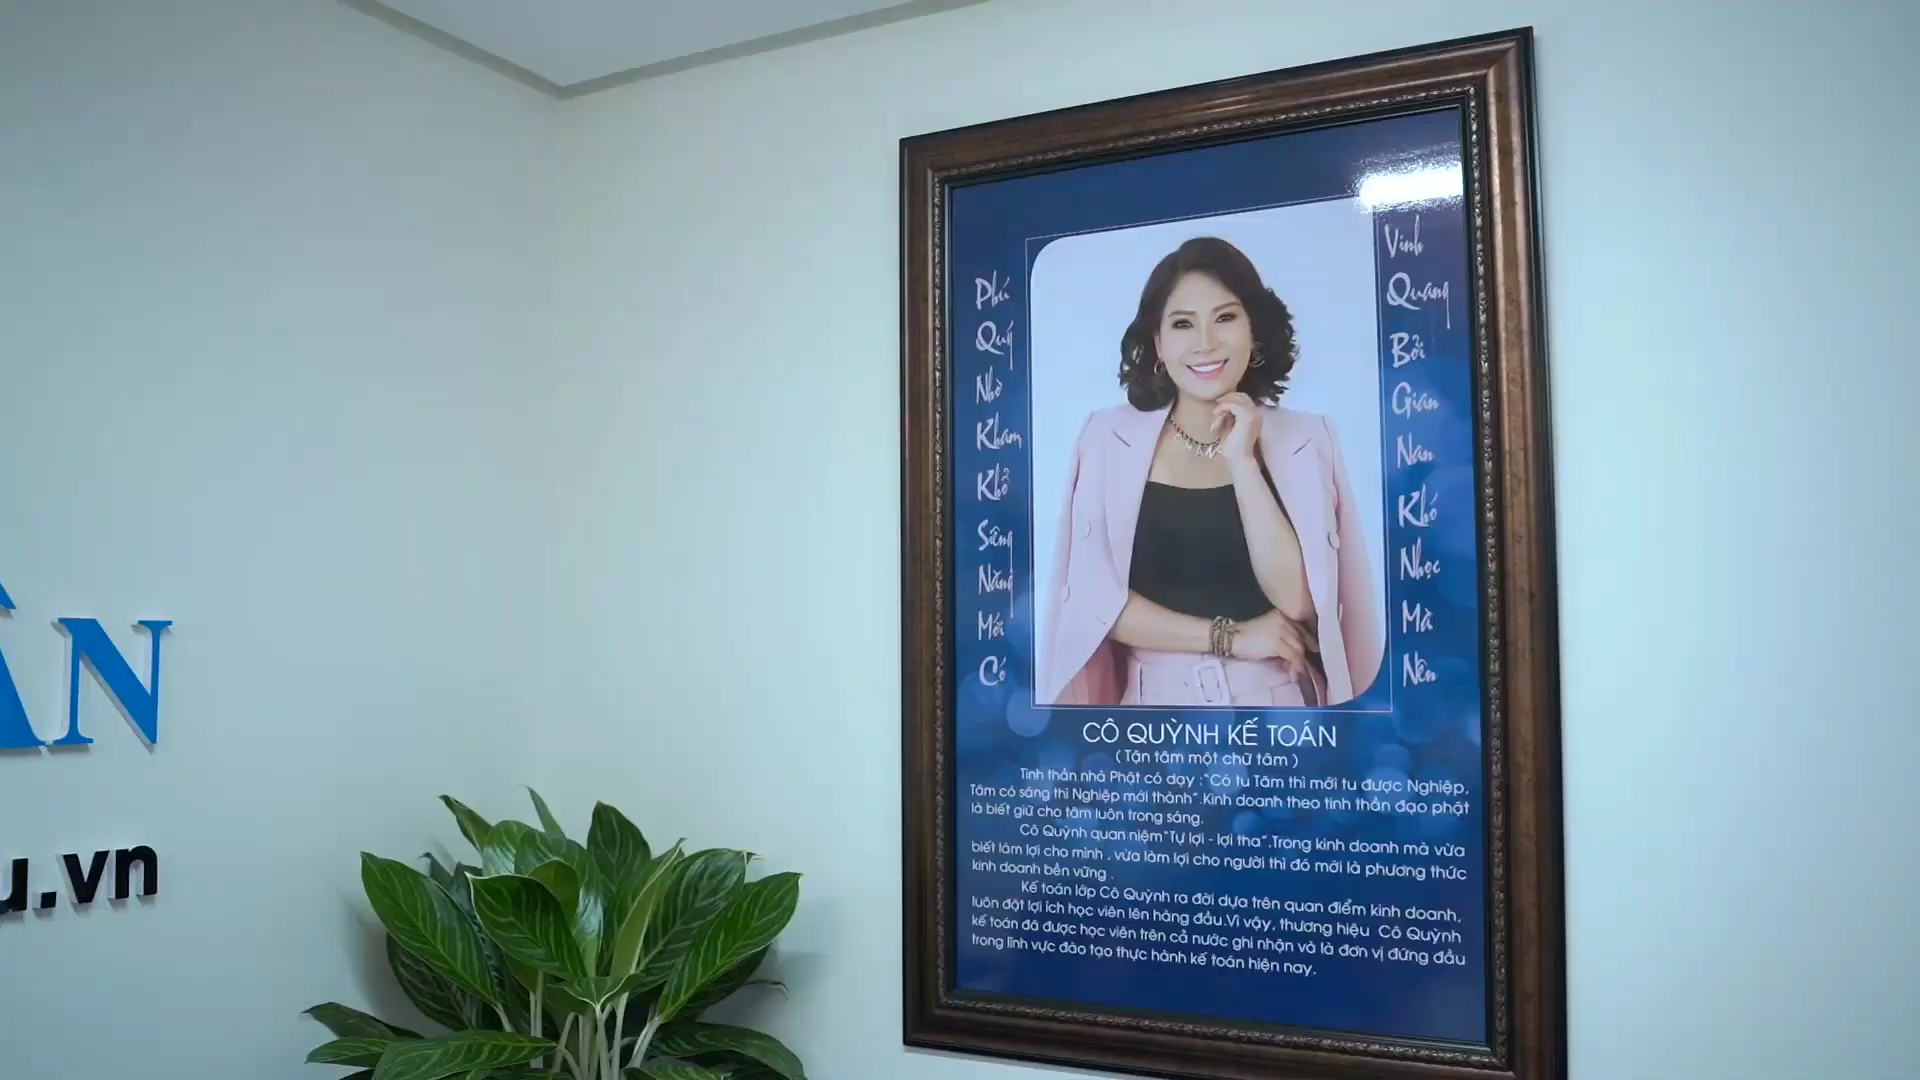 ÂN
u.vn
Phú
Quý
Nhờ
Kham
Khổ
Siêng
Năng
Mới
Có
Vinh
Quang
Bởi
Gian
Nan
Khó
Nhọc
Mà
Nên
CHAN
CÔ QUỲNH KẾ TOÁN
( Tận tâm một chữ tâm )
Tinh thần nhà Phật có dạy :"Có tu Tâm thì mới tu được Nghiệp,
Tâm có sáng thì Nghiệp mới thành".Kinh doanh theo tinh thần đạo phật
là biết giữ cho tâm luôn trong sáng.
Cô Quỳnh quan niệm"Tự lợi - lợi tha".Trong kinh doanh mà vừa
biết làm lợi cho mình , vừa làm lợi cho người thì đó mới là phương thức
kinh doanh bền vững .
Kế toán lớp Cô Quỳnh ra đời dựa trên quan điểm kinh doanh,
luôn đặt lợi ích học viên lên hàng đầu.Vì vậy, thương hiệu Cô Quỳnh
kế toán đã được học viên trên cả nước ghi nhận và là đơn vị đứng đầu
trong lĩnh vực đào tạo thực hành kế toán hiện nay.